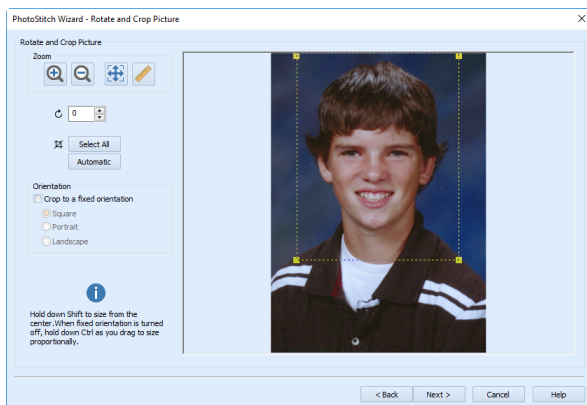 PhotoStitch Wizard - Rotate and Crop Picture
Rotate and Crop Picture
Zoom
0
Select All
Automatic
Orientation
Crop to a fixed orientation
Square
Portrait
Landscape
Hold down Shift to size from the
center.When fixed orientation is turned
off, hold down Ctrl as you drag to size
proportionally.
< Back
Next >
Cancel
Help